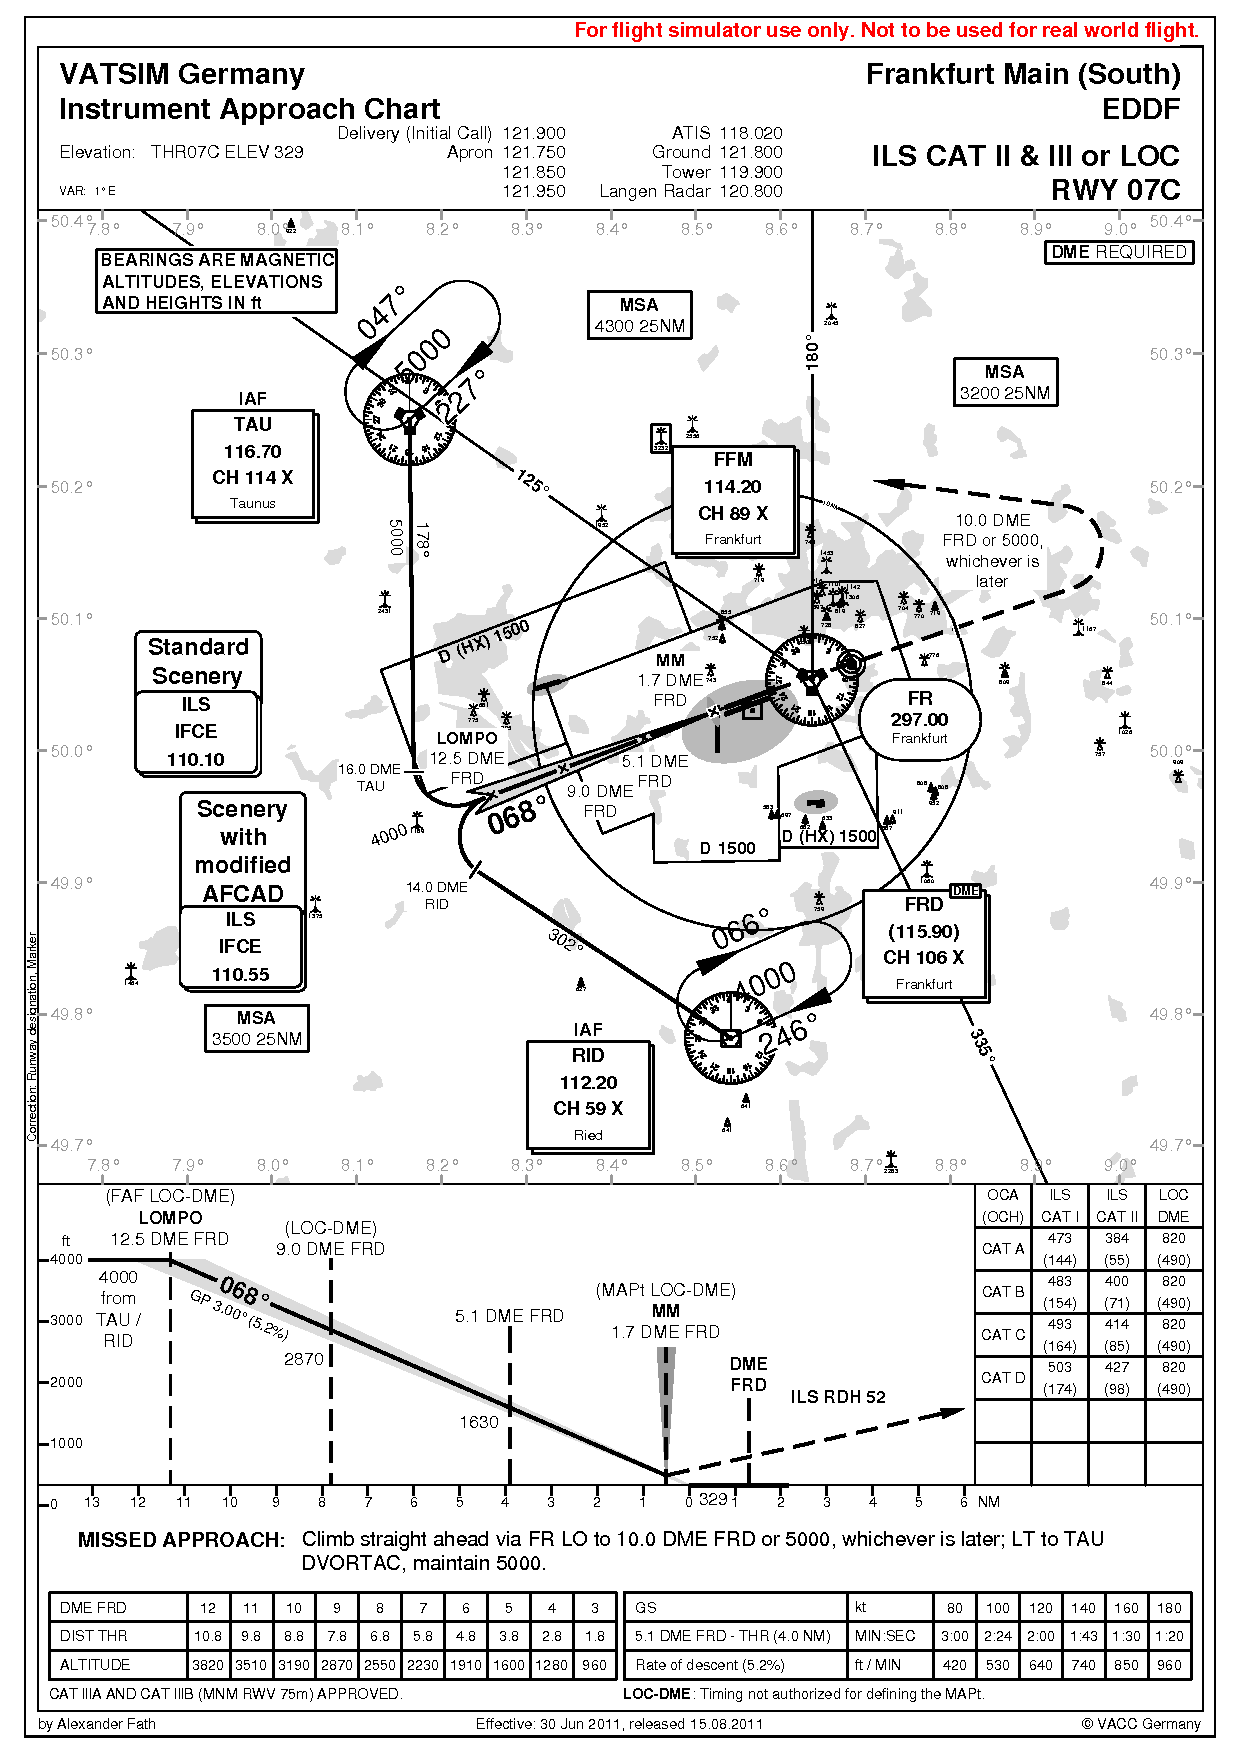 For flight simulator use only. Not to be used for real world flight.
VATSIM Germany
Instrument Approach Chart
Frankfurt Main (South)
EDDF
Delivery (Initial Call) 121.900
ATIS 118.020
Elevation: THR07C ELEV 329
Apron 121.750
Ground 121.800
121.850
Tower 119.900
121.950
Langen Radar 120.800
VAR: 1° E
ILS CAT II & III or LOC
RWY 07C
50.4° 50.4°
7.8° 7.9° 8.0° 8.1° 8.2° 8.3° 8.4° 8.5° 8.6° 8.7° 8.8° 8.9° 9.0°
BEARINGS ARE MAGNETIC
ALTITUDES, ELEVATIONS
AND HEIGHTS IN ft
DME REQUIRED
MSA
4300 25NM
MSA
3200 25NM
50.3° 50.3°
047°
5000
227°
180°
IAF
TAU
116.70
CH 114 X
Taunus
FFM
114.20
CH 89 X
Frankfurt
125°
50.2° 50.2°
5000
178°
10.0 DME
FRD or 5000,
whichever is
later
50.1° 50.1°
D (HX) 1500
Standard
Scenery
ILS
IFCE
110.10
MM
1.7 DME
FRD
FR
297.00
Frankfurt
LOMPO
12.5 DME
FRD
16.0 DME
TAU
5.1 DME
FRD
9.0 DME
FRD
068°
4000
50.0° 50.0°
Scenery
with
modified
AFCAD
ILS
IFCE
110.55
D 1500
D (HX) 1500
14.0 DME
RID
302°
49.9° 49.9°
DME
FRD
(115.90)
CH 106 X
Frankfurt
066°
4000
246°
335°
MSA
3500 25NM
49.8° 49.8°
IAF
RID
112.20
CH 59 X
Ried
49.7° 49.7°
7.8° 7.9° 8.0° 8.1° 8.2° 8.3° 8.4° 8.5° 8.6° 8.7° 8.8° 8.9° 9.0°
Correction: Runway designation, Marker
(FAF LOC-DME)
LOMPO
12.5 DME FRD
(LOC-DME)
9.0 DME FRD
ft
4000
3000
2000
1000
0
4000
from
TAU /
RID
068°
GP 3.00° (5.2%)
2870
5.1 DME FRD
1630
(MAPt LOC-DME)
MM
1.7 DME FRD
DME
FRD
ILS RDH 52
329
13 12 11 10 9 8 7 6 5 4 3 2 1 0 1 2 3 4 5 6 NM
OCA ILS ILS LOC
(OCH) CAT I CAT II DME
CAT A 473 384 820
(144) (55) (490)
CAT B 483 400 820
(154) (71) (490)
CAT C 493 414 820
(164) (85) (490)
CAT D 503 427 820
(174) (98) (490)
MISSED APPROACH: Climb straight ahead via FR LO to 10.0 DME FRD or 5000, whichever is later; LT to TAU
DVORTAC, maintain 5000.
DME FRD 12 11 10 9 8 7 6 5 4 3
DIST THR 10.8 9.8 8.8 7.8 6.8 5.8 4.8 3.8 2.8 1.8
ALTITUDE 3820 3510 3190 2870 2550 2230 1910 1600 1280 960
GS kt 80 100 120 140 160 180
5.1 DME FRD - THR (4.0 NM) MIN:SEC 3:00 2:24 2:00 1:43 1:30 1:20
Rate of descent (5.2%) ft / MIN 420 530 640 740 850 960
CAT IIIA AND CAT IIIB (MNM RWV 75m) APPROVED.
LOC-DME: Timing not authorized for defining the MAPt.
by Alexander Fath
Effective: 30 Jun 2011, released 15.08.2011
© VACC Germany